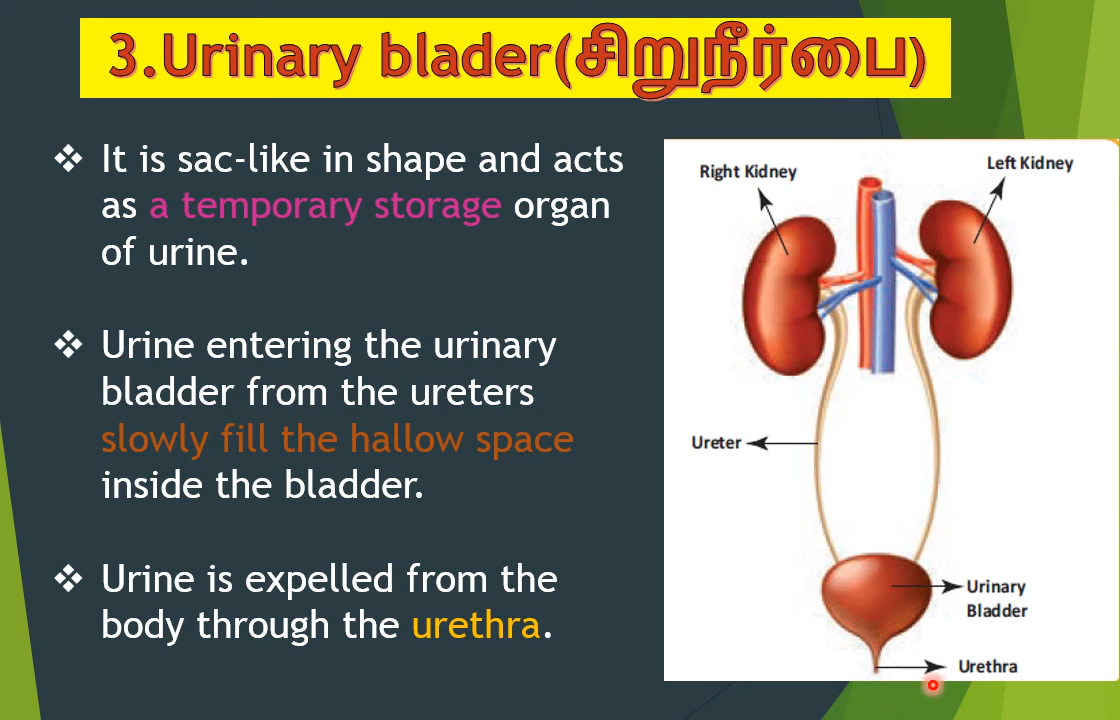 3.Urinary blader(சிறுநீர்பை)
❖ It is sac-like in shape and acts
as a temporary storage organ
of urine.
❖ Urine entering the urinary
bladder from the ureters
slowly fill the hallow space
inside the bladder.
❖ Urine is expelled from the
body through the urethra.
Right Kidney
Left Kidney
Ureter
Urinary
Bladder
Urethra